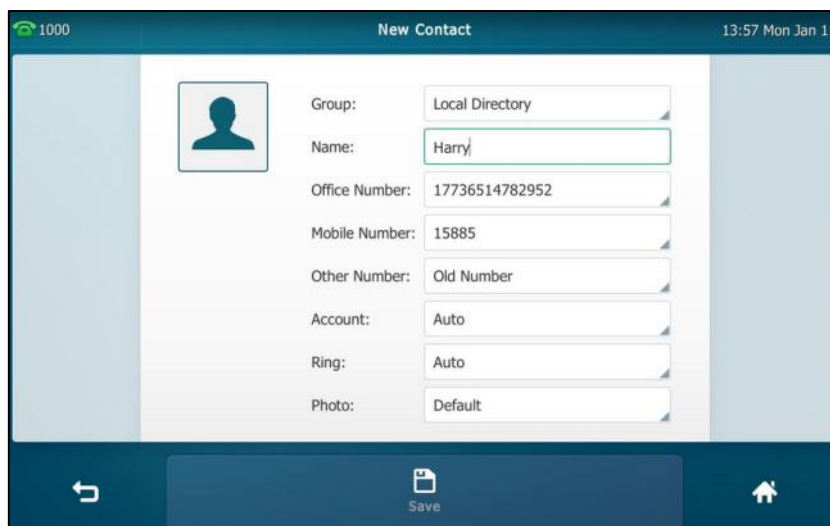 1000 New Contact 13:57 Mon Jan 1
Group: Local Directory
Name: Harry
Office Number: 17736514782952
Mobile Number: 15885
Other Number: Old Number
Account: Auto
Ring: Auto
Photo: Default
Save